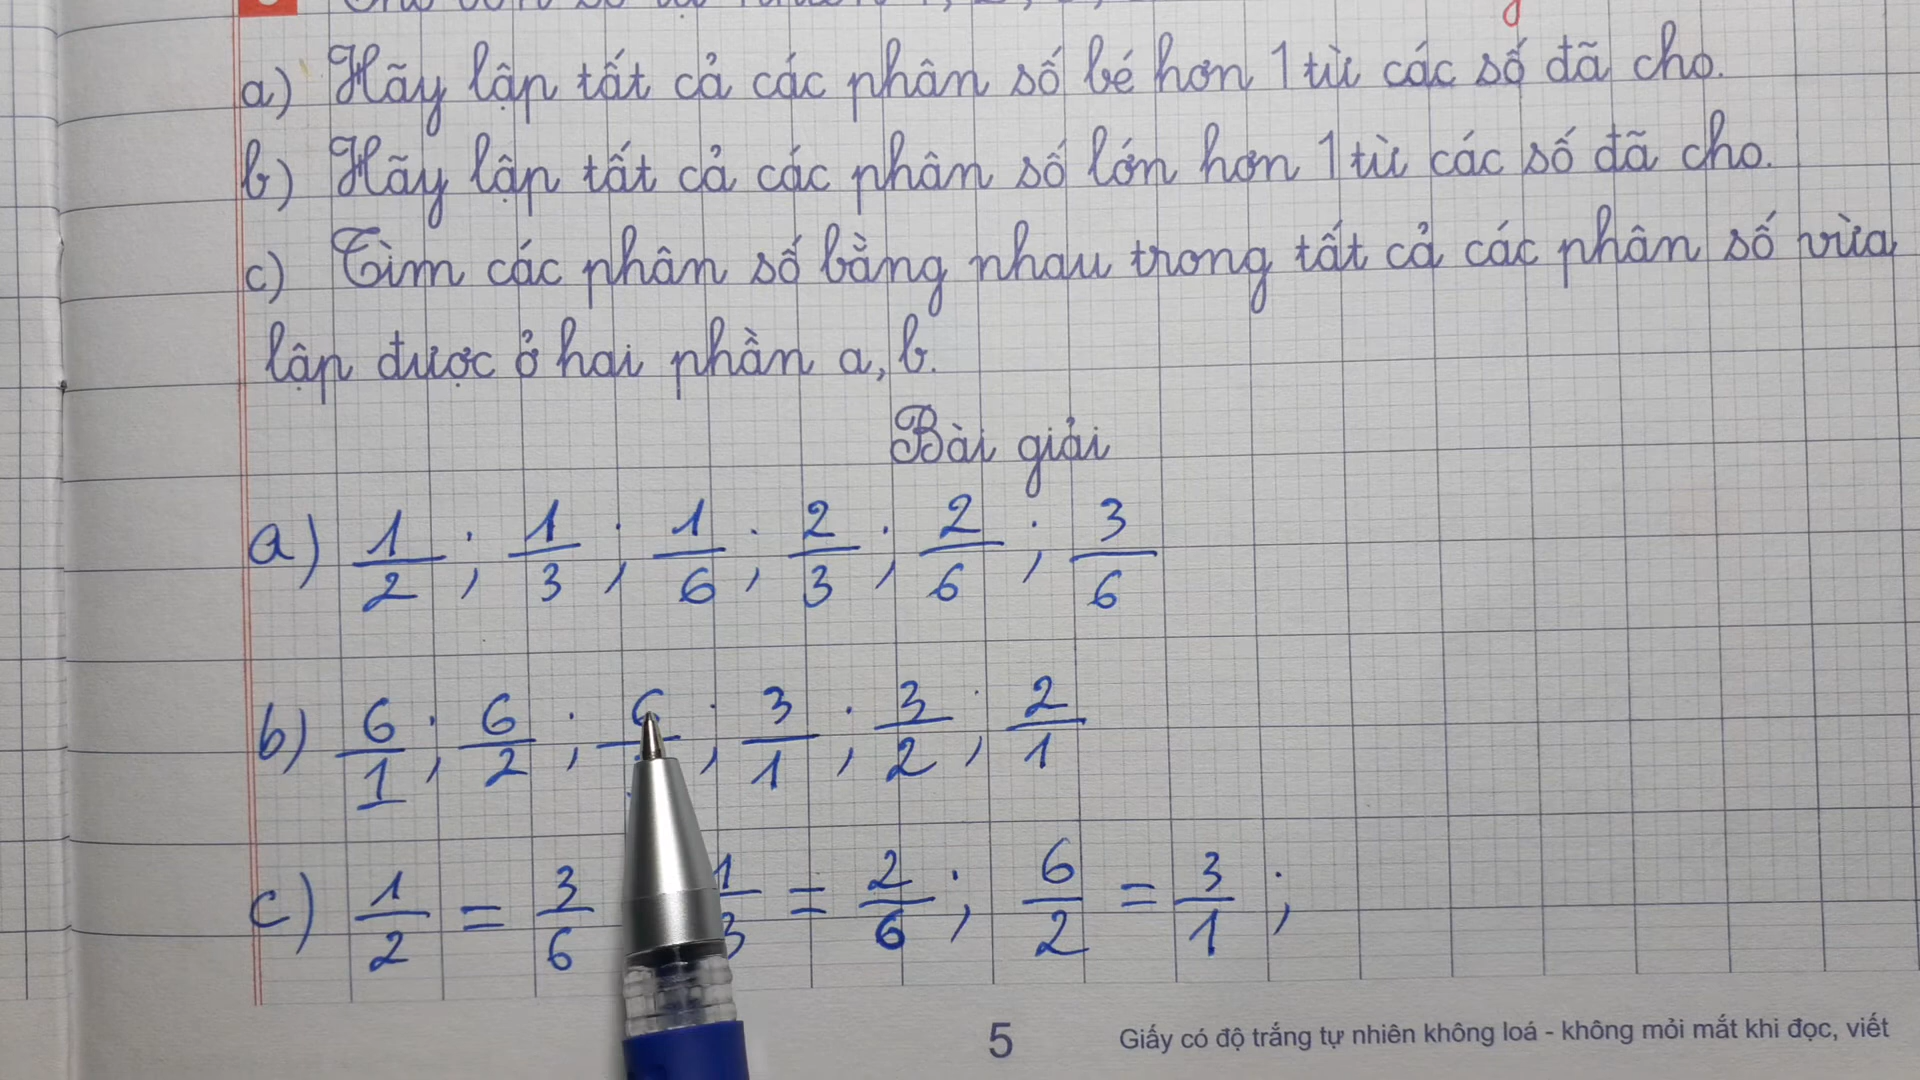 a) Hãy lập tất cả các phân số bé hơn 1 từ các số đã cho.
b) Hãy lập tất cả các phân số lớn hơn 1 từ các số đã cho.
c) Tìm các phân số bằng nhau trong tất cả các phân số vừa
lập được ở hai phần a, b.
Bài giải
a) 1/2 ; 1/3 ; 1/6 ; 2/3 ; 2/6 ; 3/6
b) 6/1 ; 6/2 ; 6/ ; 3/1 ; 3/2 ; 2/1
c) 1/2 = 3/6 1/3 = 2/6 ; 6/2 = 3/1 ;
5 Giấy có độ trắng tự nhiên không loá - không mỏi mắt khi đọc, viết